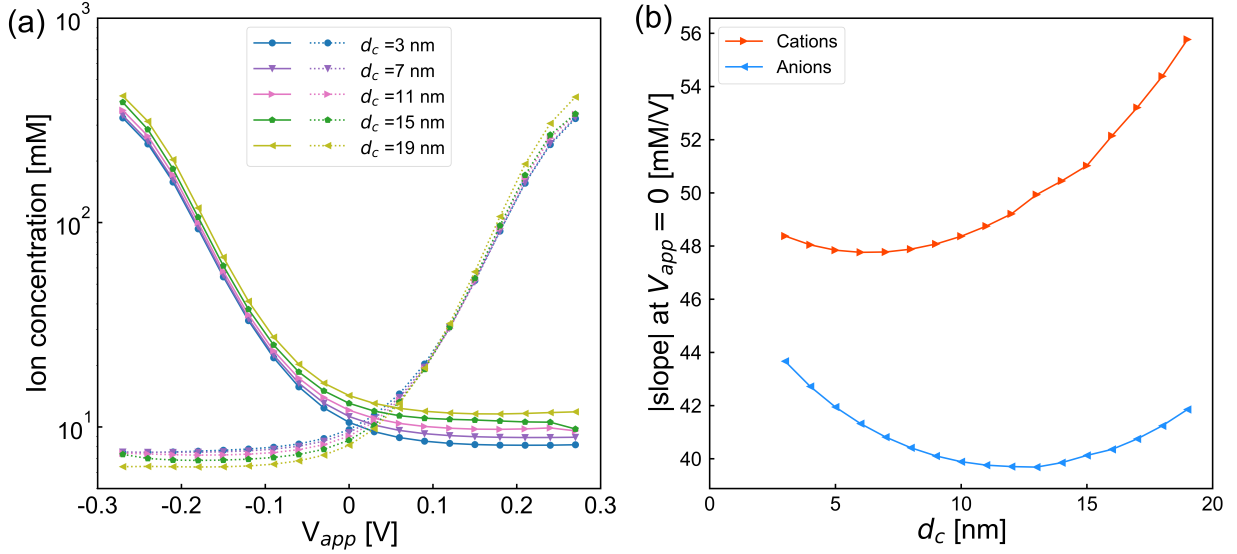 (a)
10³
10²
10¹
Ion concentration [mM]
d_c =3 nm
d_c =7 nm
d_c =11 nm
d_c =15 nm
d_c =19 nm
-0.3 -0.2 -0.1 0 0.1 0.2 0.3
V_app [V]
(b)
56
54
52
50
48
46
44
42
40
|slope| at V_app = 0 [mM/V]
Cations
Anions
0 5 10 15 20
d_c [nm]